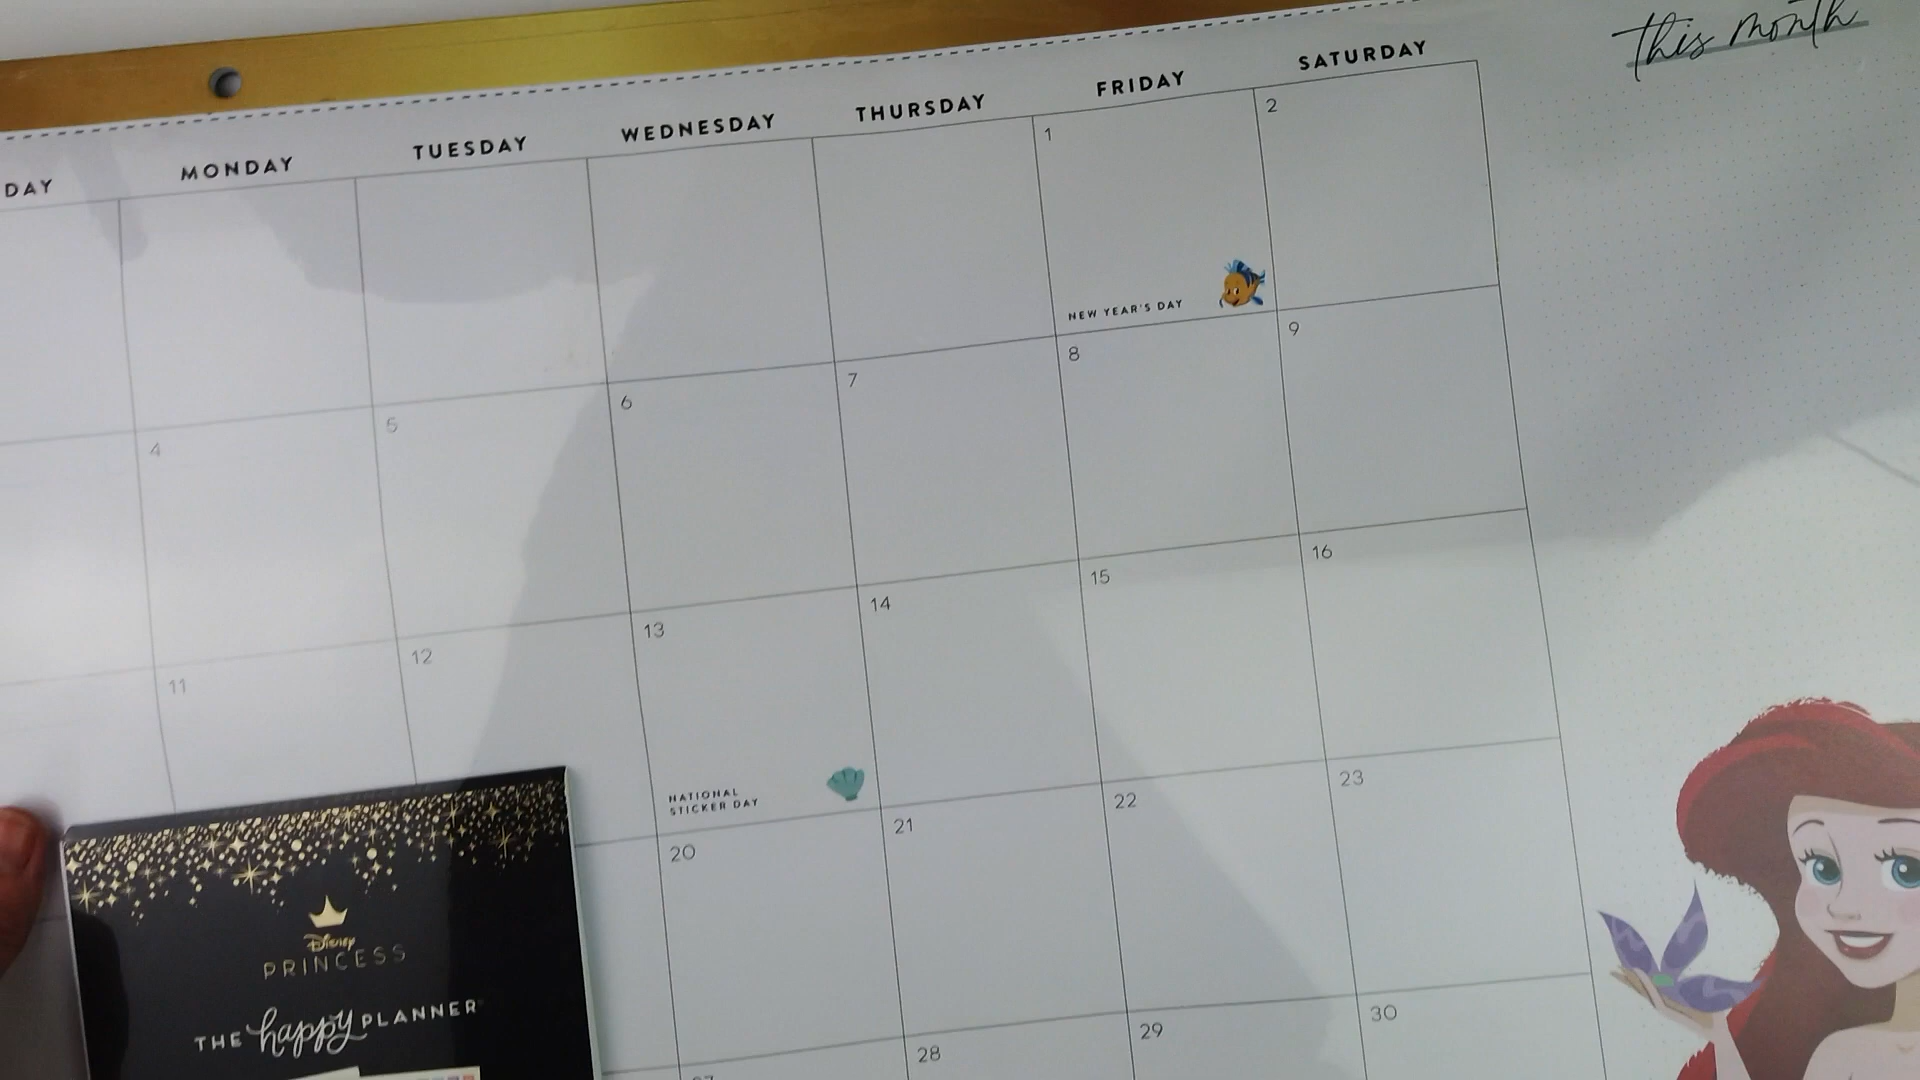 this month
DAY MONDAY TUESDAY WEDNESDAY THURSDAY FRIDAY SATURDAY
1 2
NEW YEAR'S DAY
4 5 6 7 8 9
11 12 13 14 15 16
NATIONAL
STICKER DAY
20 21 22 23
27 28 29 30
Disney
PRINCESS
THE happy PLANNER